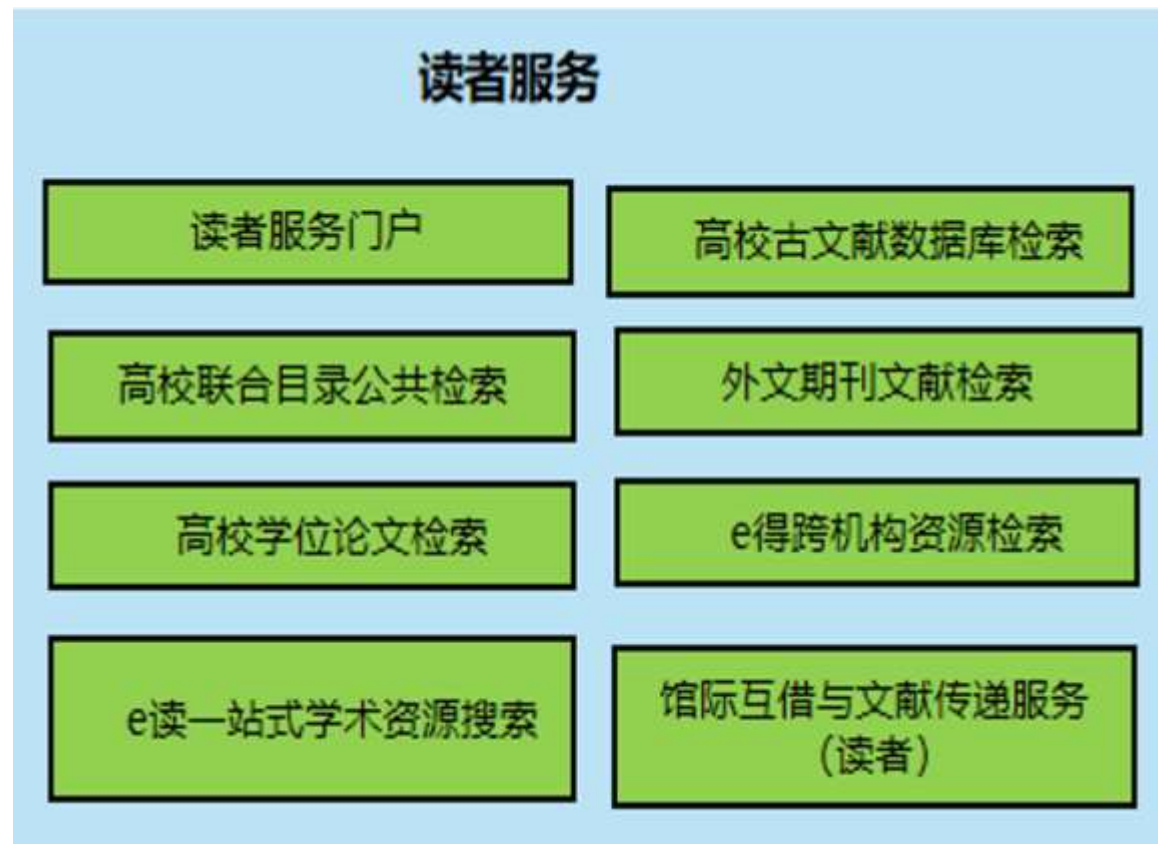 读者服务
读者服务门户
高校古文献数据库检索
高校联合目录公共检索
外文期刊文献检索
高校学位论文检索
e得跨机构资源检索
e读一站式学术资源搜索
馆际互借与文献传递服务
（读者）